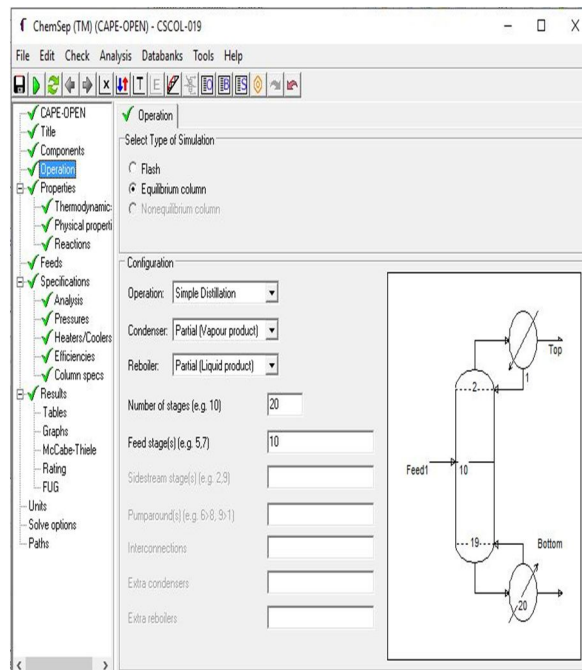 ChemSep (TM) (CAPE-OPEN) - CSCOL-019
File Edit Check Analysis Databanks Tools Help
CAPE-OPEN
Title
Components
Operation
Properties
Thermodynamic
Physical properti
Reactions
Feeds
Specifications
Analysis
Pressures
Heaters/Coolers
Efficiencies
Column specs
Results
Tables
Graphs
McCabe-Thiele
Rating
FUG
Units
Solve options
Paths
Operation
Select Type of Simulation
Flash
Equilibrium column
Nonequilibrium column
Configuration
Operation: Simple Distillation
Condenser: Partial (Vapour product)
Reboiler: Partial (Liquid product)
Number of stages (e.g. 10) 20
Feed stage(s) (e.g. 5,7) 10
Sidestream stage(s) (e.g. 2,9)
Pumparound(s) (e.g. 6>8, 9>1)
Interconnections
Extra condensers
Extra reboilers
Top
1
2
Feed1
10
19
Bottom
20